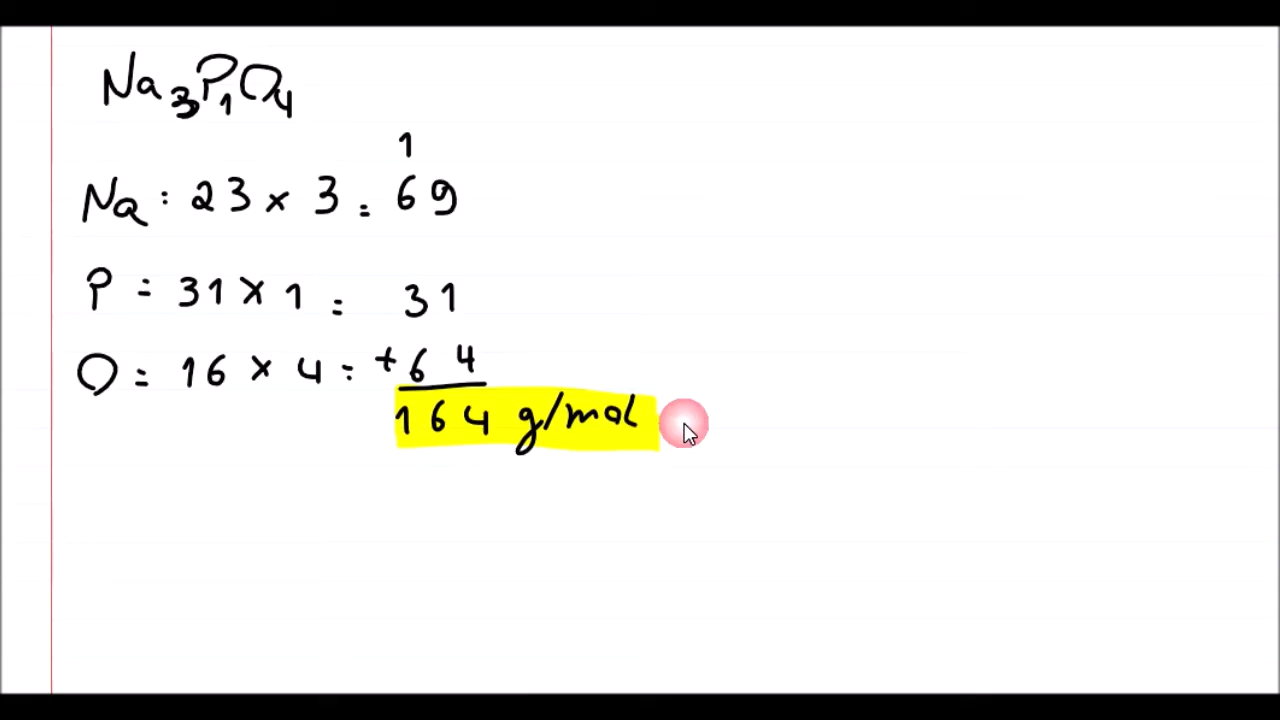 Na₃P₁O₄
1
Na : 23 × 3 = 69
P = 31 × 1 = 31
O = 16 × 4 = +64
164 g/mol